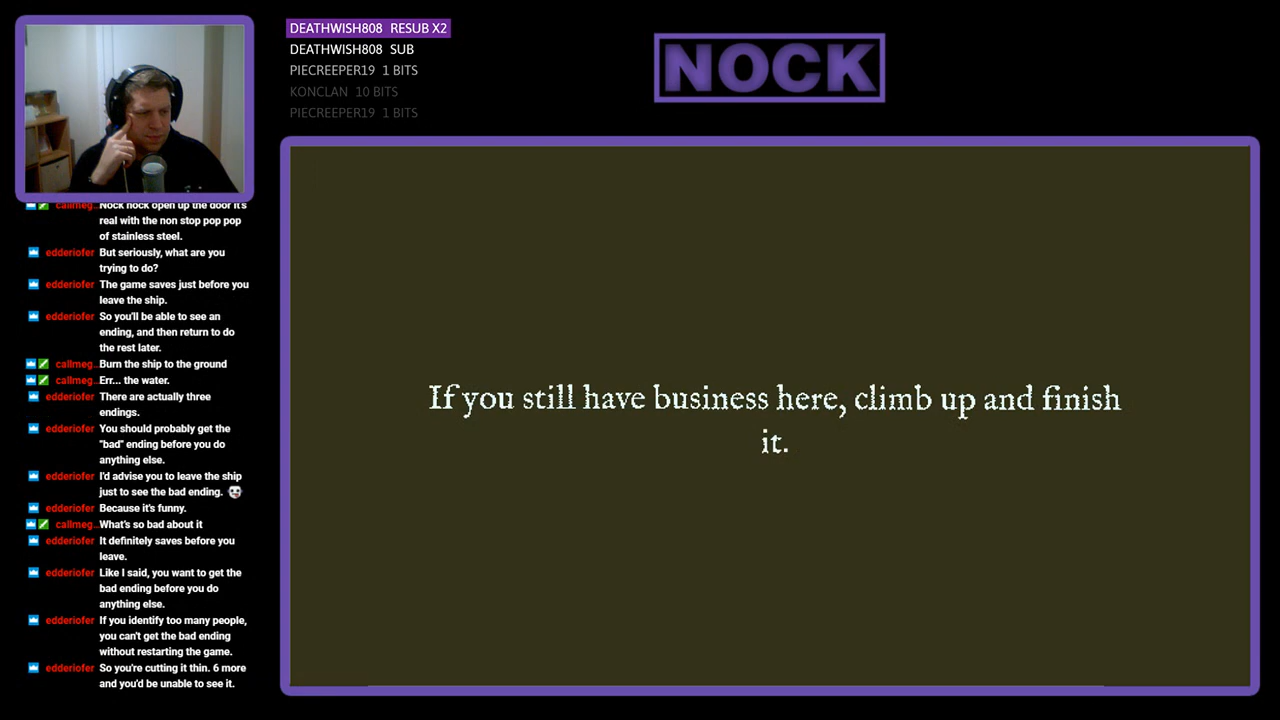 DEATHWISH808 RESUB X2
DEATHWISH808 SUB
PIECREEPER19 1 BITS
KONCLAN 10 BITS
PIECREEPER19 1 BITS
NOCK
callmeg... Nock nock open up the door it's
real with the non stop pop pop
of stainless steel.
edderiofer But seriously, what are you
trying to do?
edderiofer The game saves just before you
leave the ship.
edderiofer So you'll be able to see an
ending, and then return to do
the rest later.
callmeg... Burn the ship to the ground
callmeg... Err... the water.
edderiofer There are actually three
endings.
edderiofer You should probably get the
"bad" ending before you do
anything else.
edderiofer I'd advise you to leave the ship
just to see the bad ending.
edderiofer Because it's funny.
callmeg... What's so bad about it
edderiofer It definitely saves before you
leave.
edderiofer Like I said, you want to get the
bad ending before you do
anything else.
edderiofer If you identify too many people,
you can't get the bad ending
without restarting the game.
edderiofer So you're cutting it thin. 6 more
and you'd be unable to see it.
If you still have business here, climb up and finish
it.